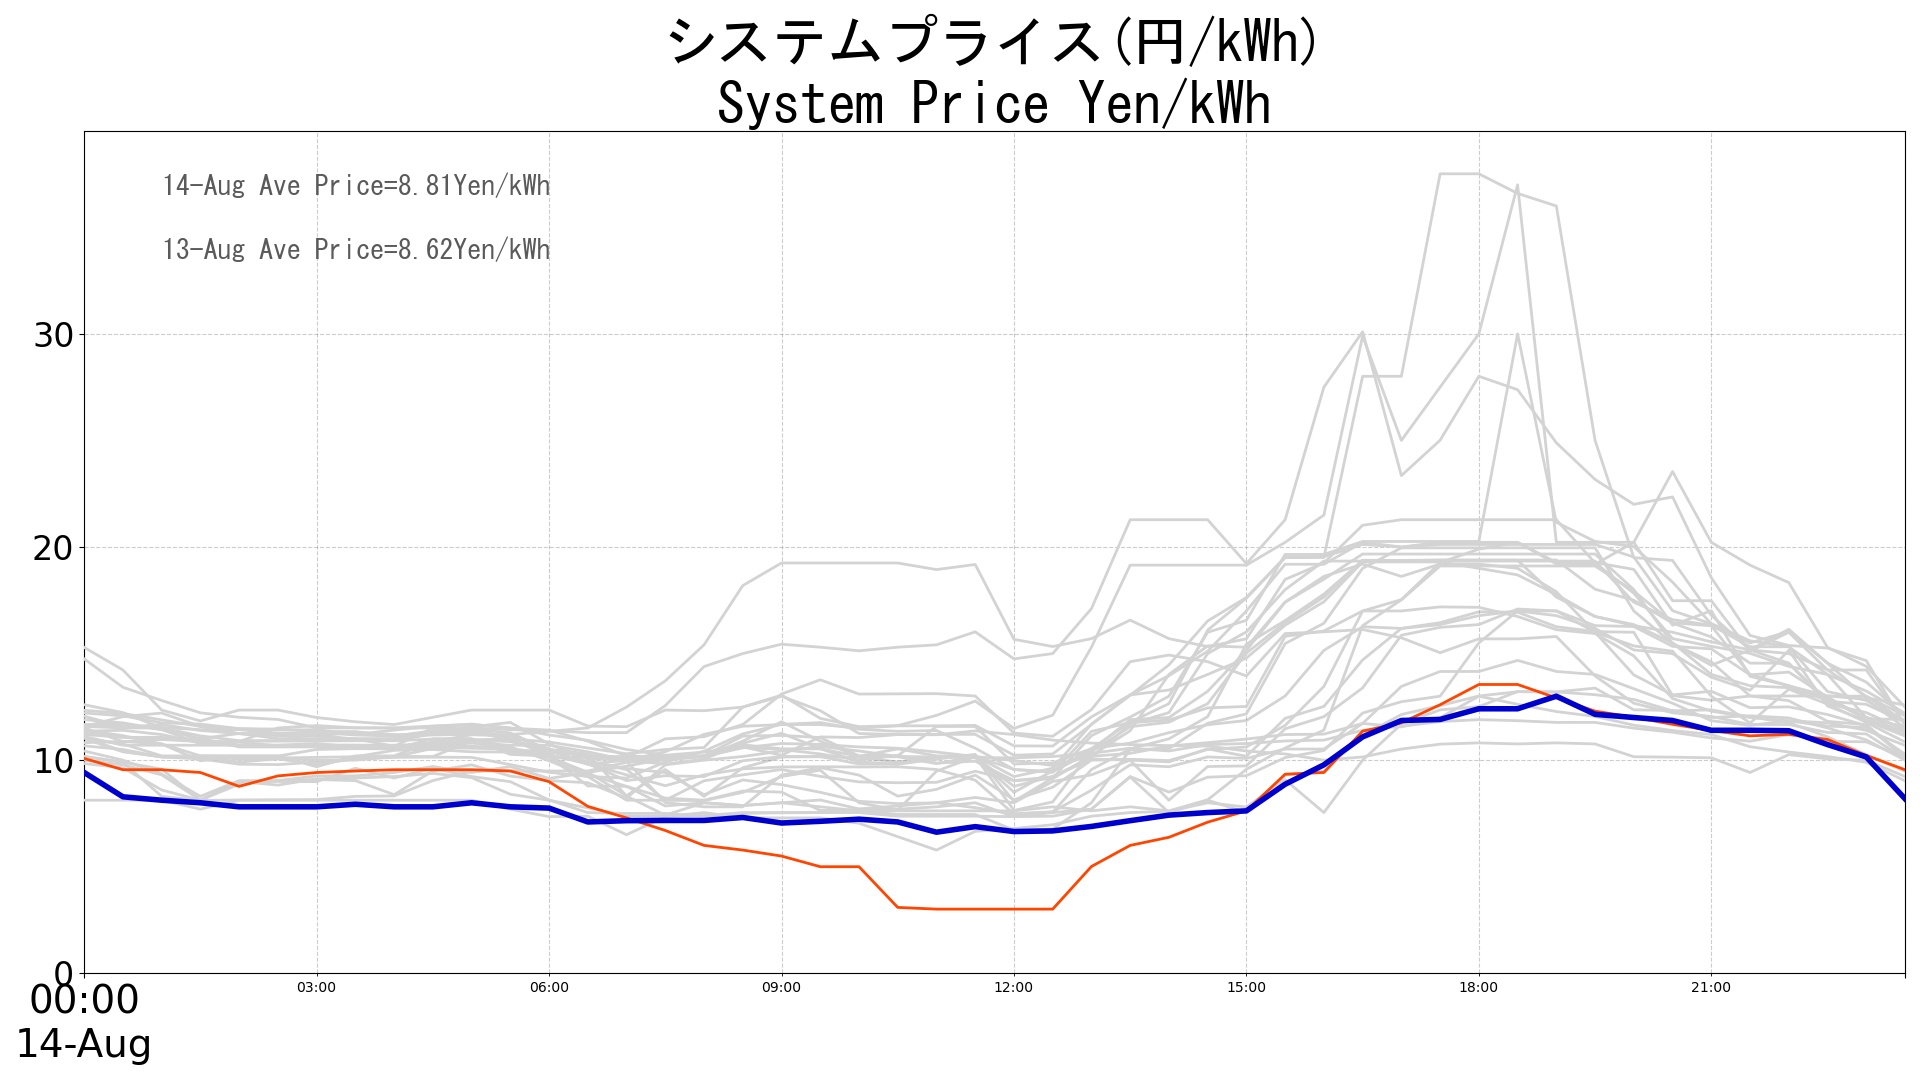 システムプライス(円/kWh)
System Price Yen/kWh
14-Aug Ave Price=8.81Yen/kWh
13-Aug Ave Price=8.62Yen/kWh
30
20
10
0
00:00 03:00 06:00 09:00 12:00 15:00 18:00 21:00
14-Aug